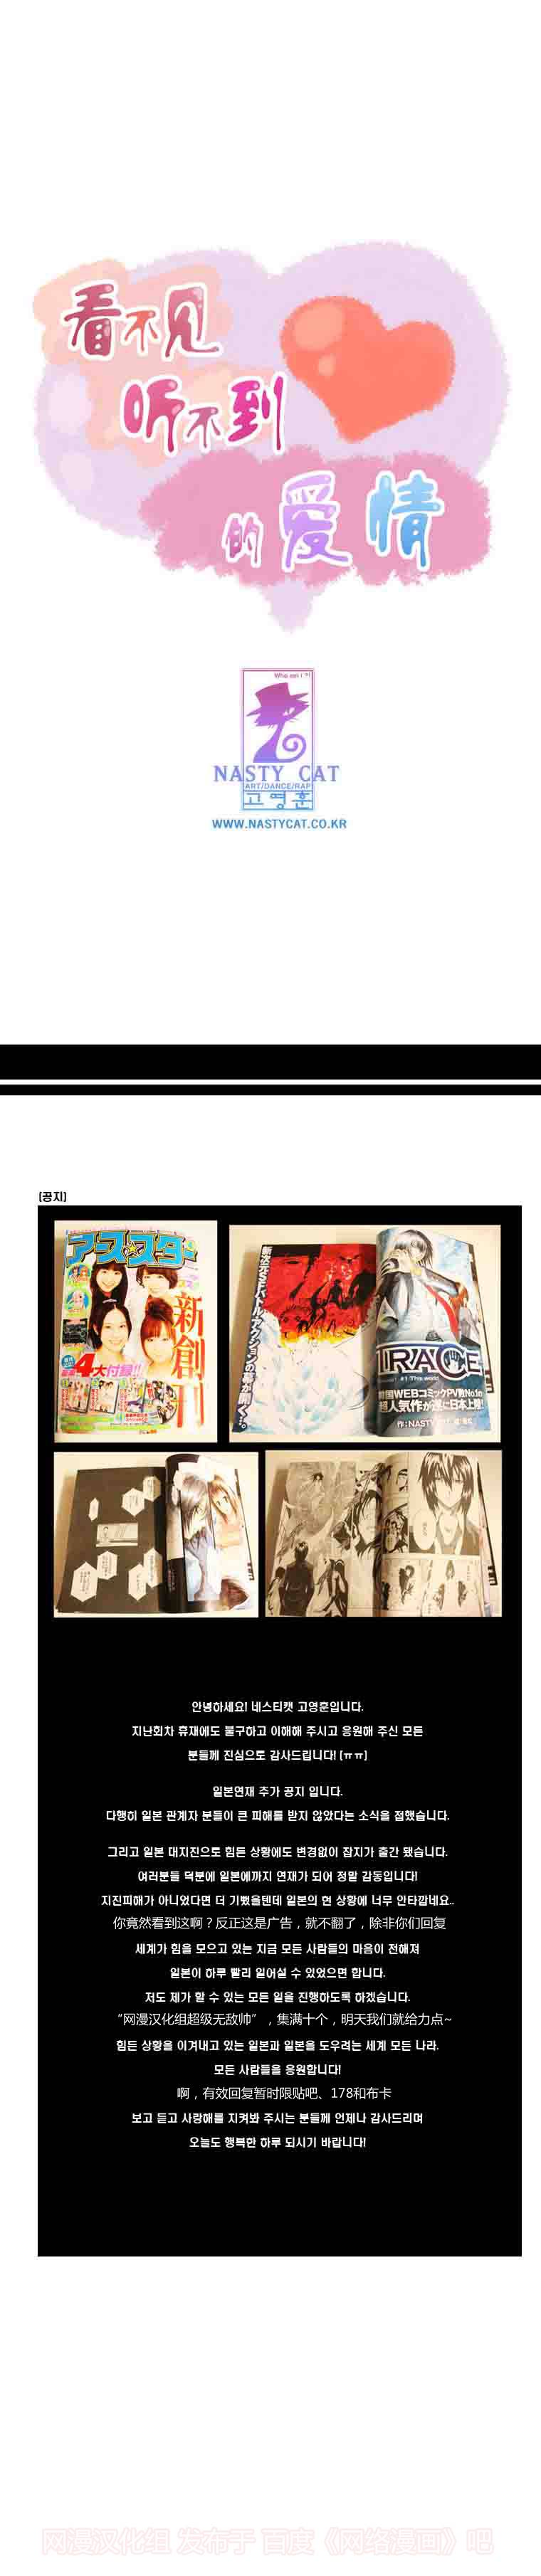 看不见
听不到
的爱情
Who am I ?!
NASTY CAT
ART/DANCE/RAP
고영훈
WWW.NASTYCAT.CO.KR
[공지]
アース★スター
新創刊
4大付録!!
TRACE
#1 This world
韓国WEBコミックPV数No.1の
超人気作が遂に日本上陸!
作:NASTY CAT
안녕하세요! 네스티캣 고영훈입니다.
지난회차 휴재에도 불구하고 이해해 주시고 응원해 주신 모든
분들께 진심으로 감사드립니다! (ㅠㅠ)
일본연재 추가 공지 입니다.
다행히 일본 관계자 분들이 큰 피해를 받지 않았다는 소식을 접했습니다.
그리고 일본 대지진으로 힘든 상황에도 변경없이 잡지가 출간 됐습니다.
여러분들 덕분에 일본에까지 연재가 되어 정말 감동입니다!
지진피해가 아니었다면 더 기뻤을텐데 일본의 현 상황에 너무 안타깝네요..
你竟然看到这啊？反正这是广告，就不翻了，除非你们回复
세계가 힘을 모으고 있는 지금 모든 사람들의 마음이 전해져
일본이 하루 빨리 일어설 수 있었으면 합니다.
저도 제가 할 수 있는 모든 일을 진행하도록 하겠습니다.
“网漫汉化组超级无敌帅”，集满十个，明天我们就给力点~
힘든 상황을 이겨내고 있는 일본과 일본을 도우려는 세계 모든 나라.
모든 사람들을 응원합니다!
啊，有效回复暂时限贴吧、178和布卡
보고 듣고 사랑해를 지켜봐 주시는 분들께 언제나 감사드리며
오늘도 행복한 하루 되시기 바랍니다!
网漫汉化组 发布于 百度《网络漫画》吧